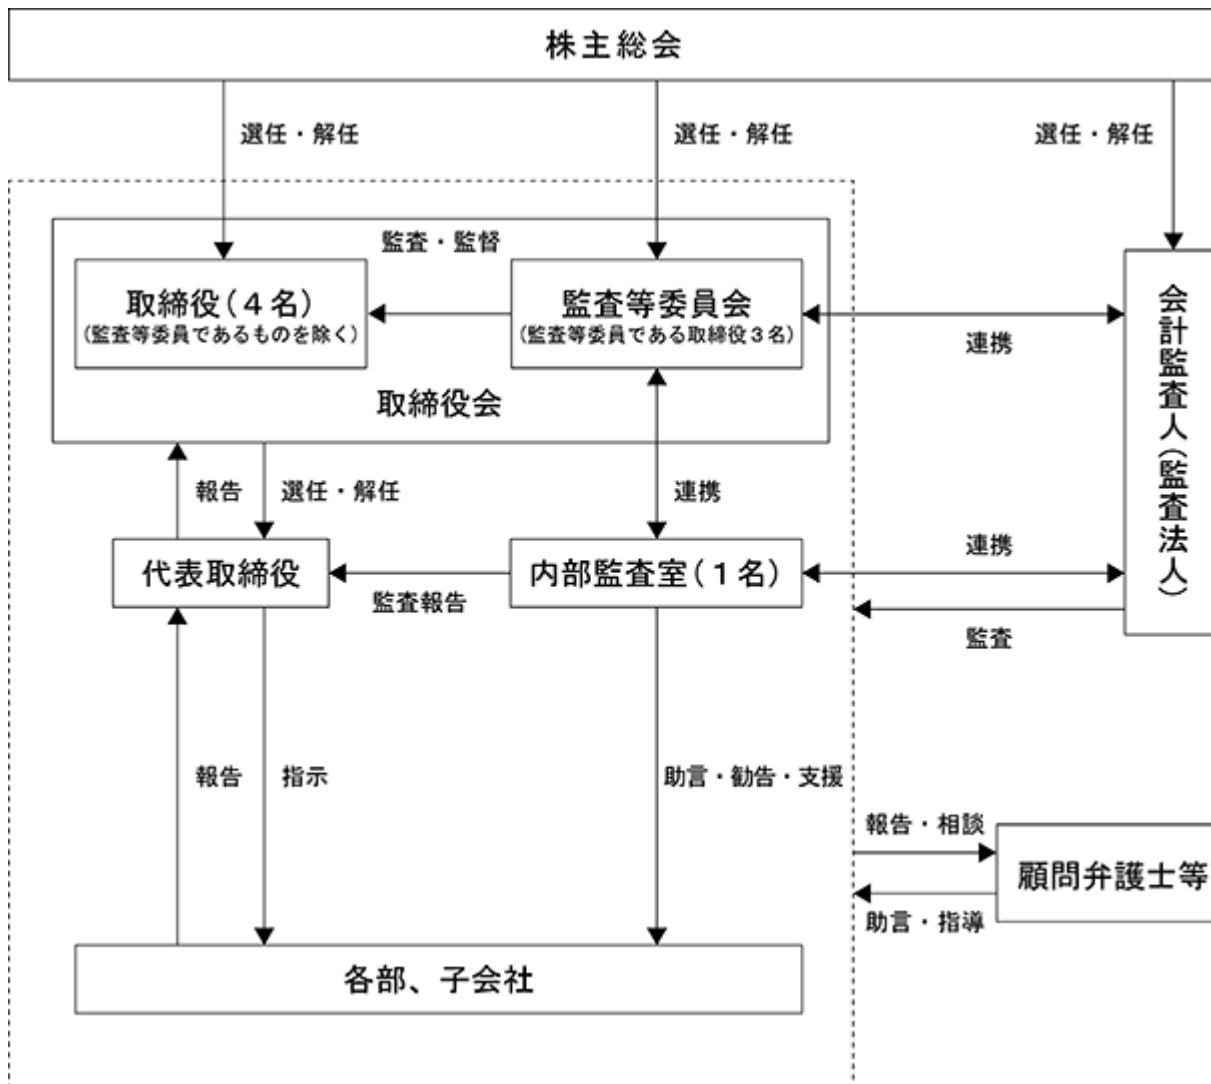 株主総会
選任・解任
選任・解任
選任・解任
監査・監督
取締役(4名)
(監査等委員であるものを除く)
監査等委員会
(監査等委員である取締役3名)
連携
取締役会
会計監査人(監査法人)
報告
選任・解任
連携
代表取締役
監査報告
内部監査室(1名)
連携
監査
報告
指示
助言・勧告・支援
報告・相談
顧問弁護士等
助言・指導
各部、子会社